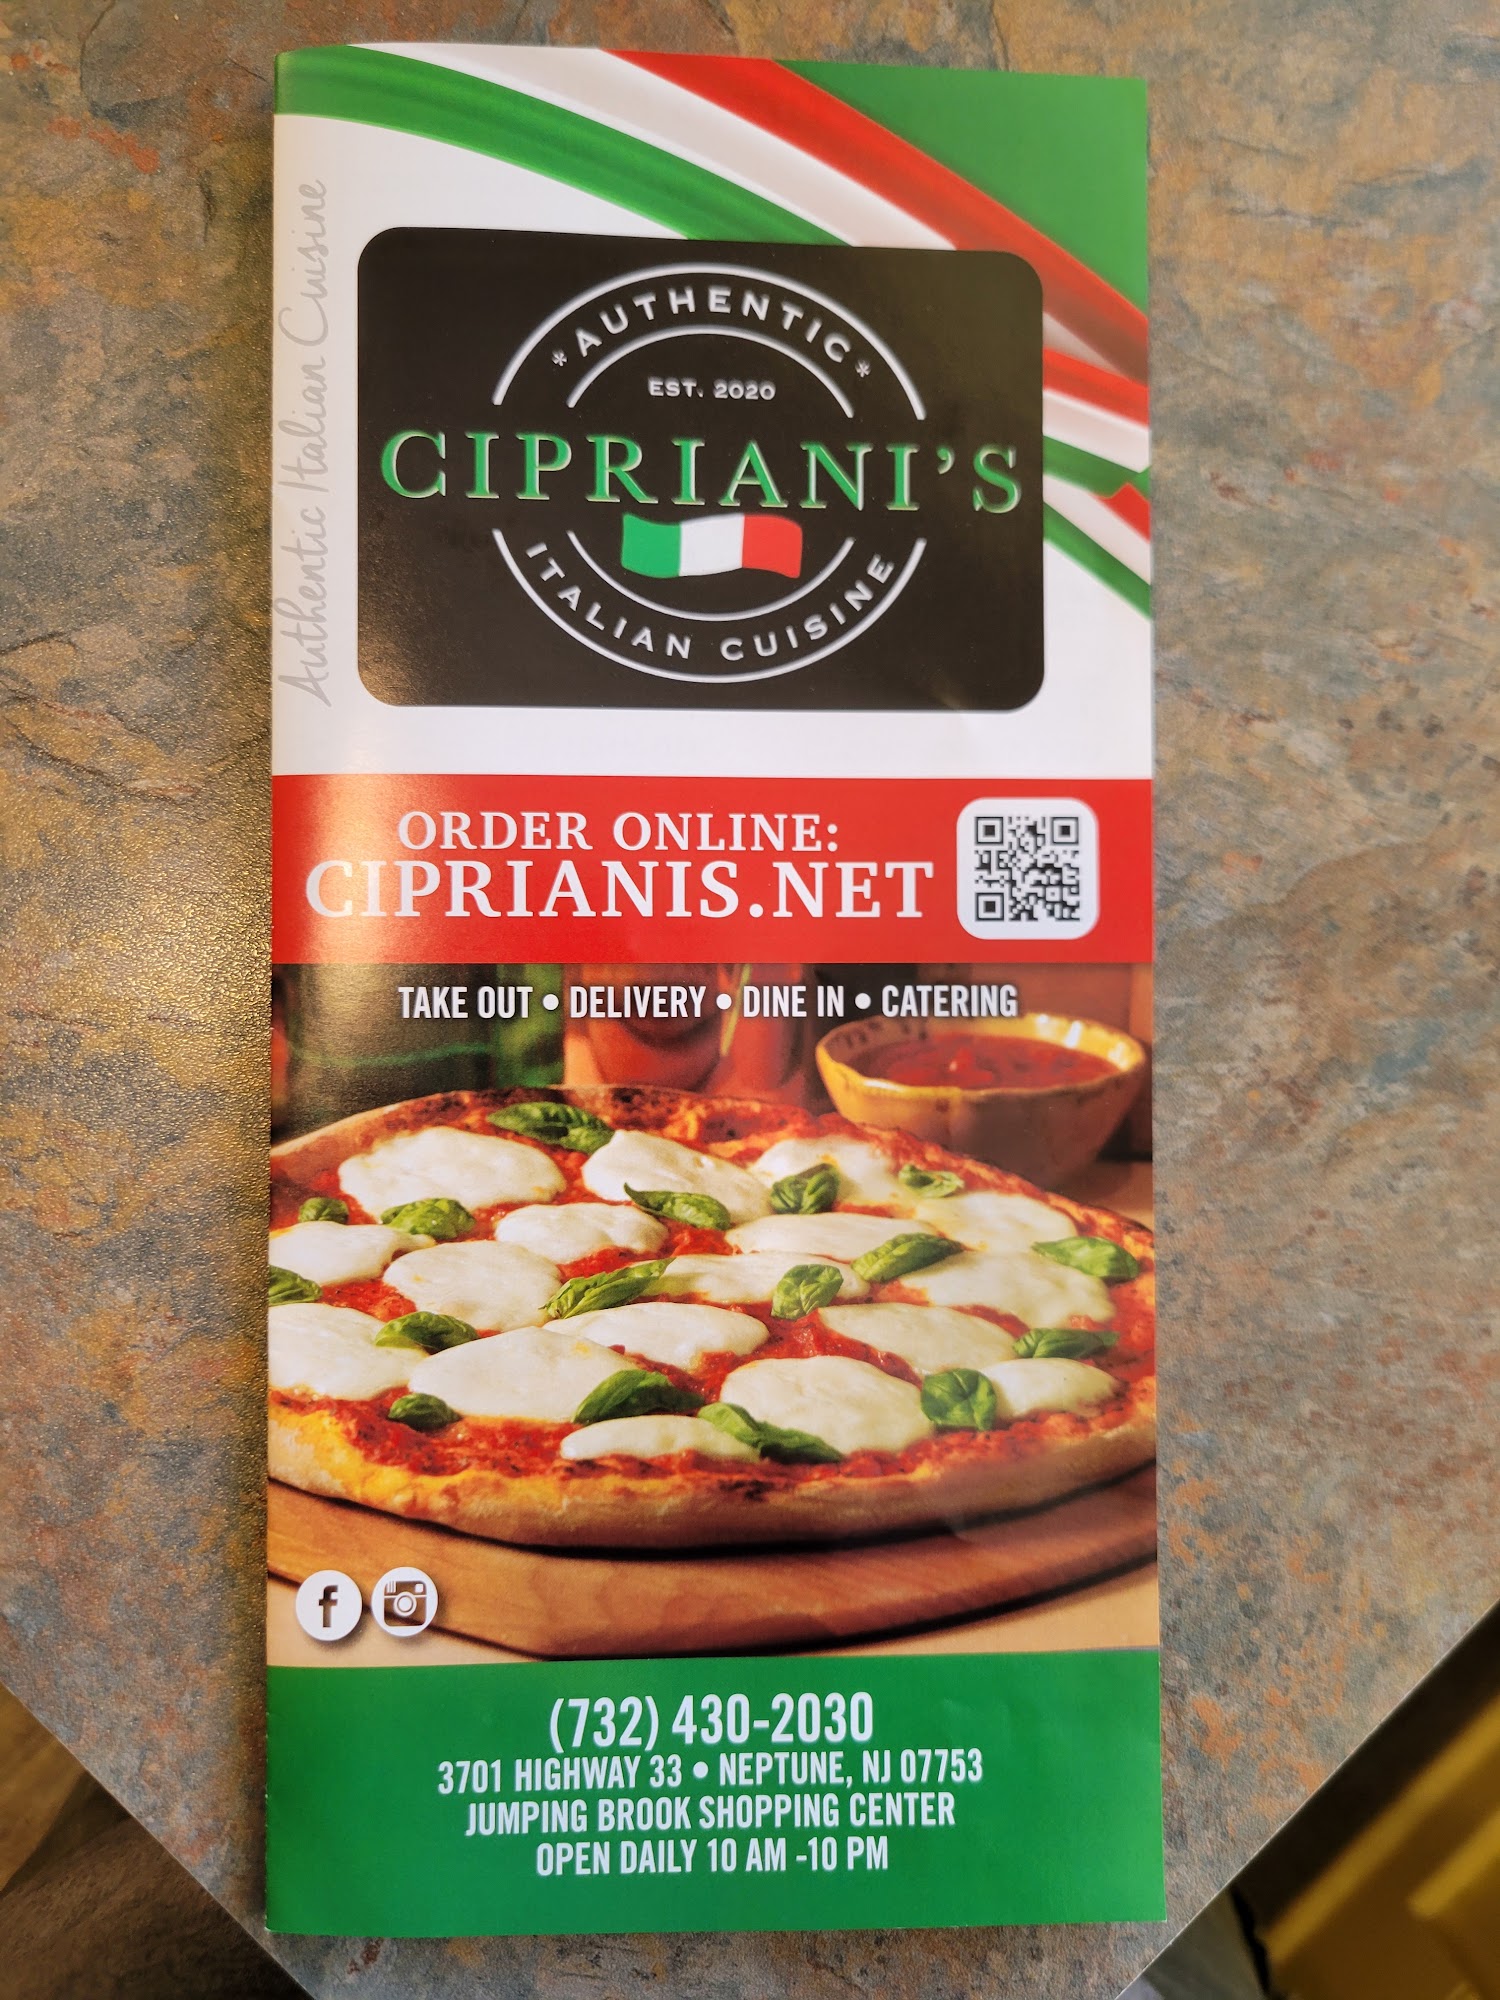 Authentic Italian Cuisine
* AUTHENTIC *
EST. 2020
CIPRIANI'S
ITALIAN CUISINE
ORDER ONLINE:
CIPRIANIS.NET
TAKE OUT • DELIVERY • DINE IN • CATERING
f
(732) 430-2030
3701 HIGHWAY 33 • NEPTUNE, NJ 07753
JUMPING BROOK SHOPPING CENTER
OPEN DAILY 10 AM -10 PM